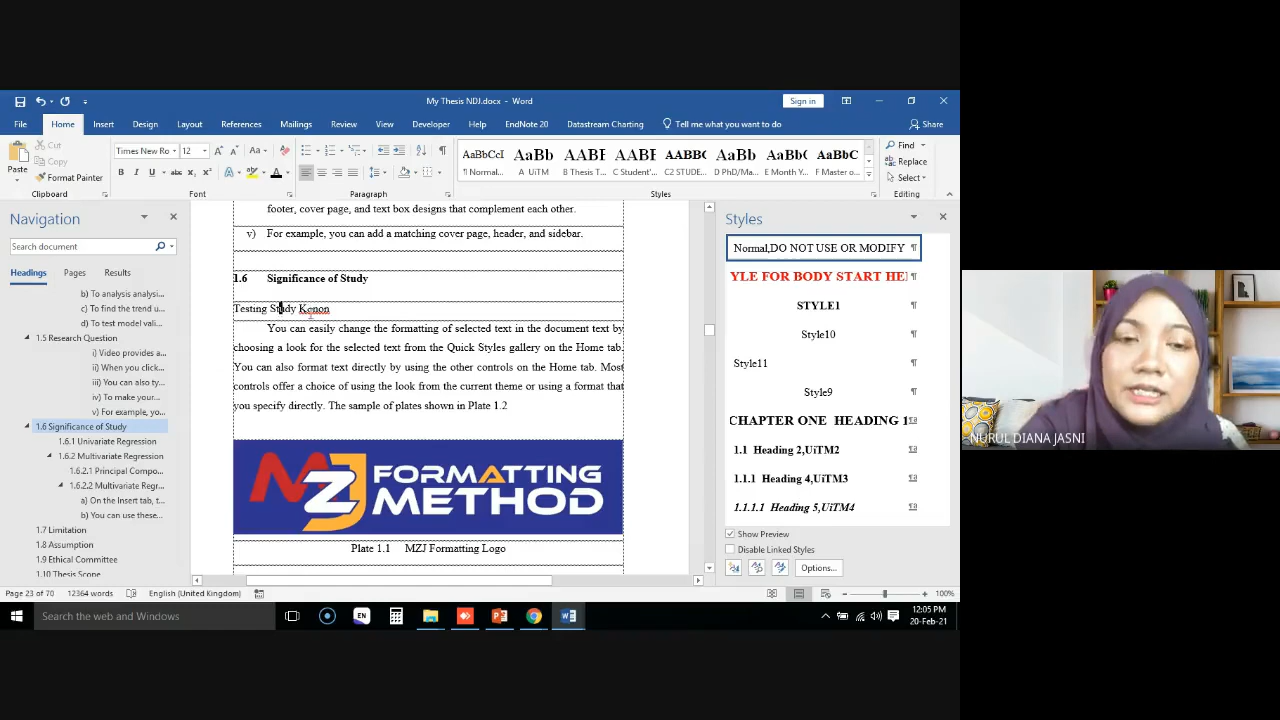 My Thesis NDJ.docx - Word
Sign in
File Home Insert Design Layout References Mailings Review View Developer Help EndNote 20 Datastream Charting Tell me what you want to do Share
Cut
Copy
Format Painter
Paste
Clipboard
Times New Ro 12
Font
Paragraph
AaBbCcI AaBb AABE AABB( AaBb AaBb( AaBbC
¶ Normal,... A UiTM B Thesis T... C Student'... C2 STUDE... D PhD/Ma... E Month Y... F Master o...
Styles
Find
Replace
Select
Editing
Navigation
Search document
Headings Pages Results
b) To analysis analysi...
c) To find the trend u...
d) To test model vali...
1.5 Research Question
i) Video provides a...
ii) When you click...
iii) You can also ty...
iv) To make your...
v) For example, yo...
1.6 Significance of Study
1.6.1 Univariate Regression
1.6.2 Multivariate Regression
1.6.2.1 Principal Compo...
1.6.2.2 Multivariate Regr...
a) On the Insert tab, t...
b) You can use these...
1.7 Limitation
1.8 Assumption
1.9 Ethical Committee
1.10 Thesis Scope
footer, cover page, and text box designs that complement each other.
v) For example, you can add a matching cover page, header, and sidebar.
1.6 Significance of Study
Testing Study Kenon
You can easily change the formatting of selected text in the document text by
choosing a look for the selected text from the Quick Styles gallery on the Home tab.
You can also format text directly by using the other controls on the Home tab. Most
controls offer a choice of using the look from the current theme or using a format that
you specify directly. The sample of plates shown in Plate 1.2
MZJ FORMATTING
METHOD
Plate 1.1 MZJ Formatting Logo
Styles
Normal,DO NOT USE OR MODIFY
YLE FOR BODY START HE
STYLE1
Style10
Style11
Style9
CHAPTER ONE HEADING 1
1.1 Heading 2,UiTM2
1.1.1 Heading 4,UiTM3
1.1.1.1 Heading 5,UiTM4
Show Preview
Disable Linked Styles
Options...
NURUL DIANA JASNI
Page 23 of 70 12364 words English (United Kingdom) 100%
Search the web and Windows
EN
12:05 PM
20-Feb-21